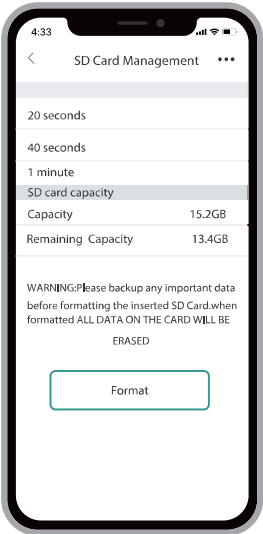 4:33
SD Card Management
20 seconds
40 seconds
1 minute
SD card capacity
Capacity 15.2GB
Remaining Capacity 13.4GB
WARNING:Please backup any important data
before formatting the inserted SD Card.when
formatted ALL DATA ON THE CARD WILL BE
ERASED
Format